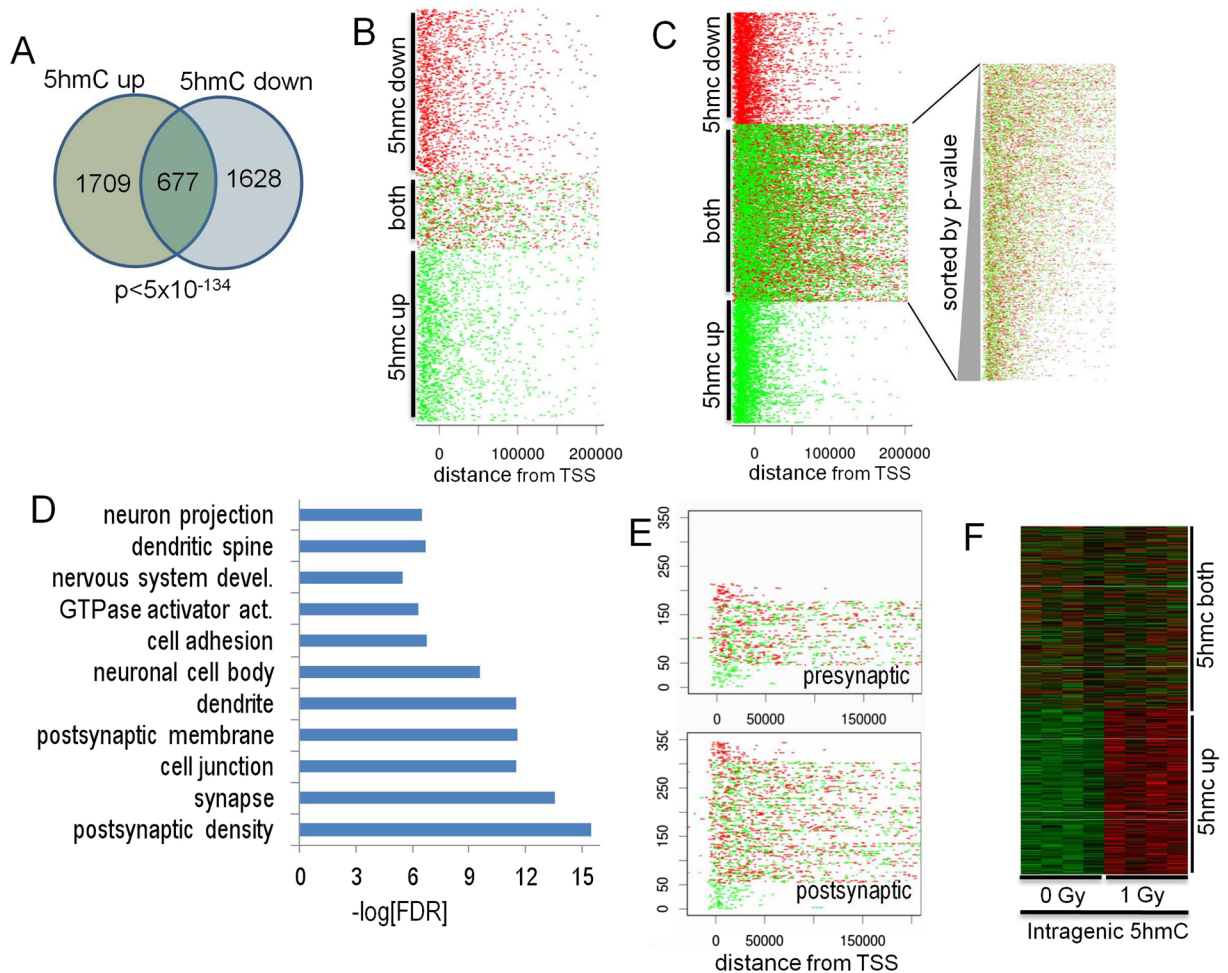 A
5hmC up
5hmC down
1709
677
1628
p<5x10-134
B
5hmc down
both
5hmc up
0
100000
200000
distance from TSS
C
5hmc down
both
5hmc up
0
100000
200000
distance from TSS
sorted by p-value
D
neuron projection
dendritic spine
nervous system devel.
GTPase activator act.
cell adhesion
neuronal cell body
dendrite
postsynaptic membrane
cell junction
synapse
postsynaptic density
0 3 6 9 12 15
-log[FDR]
E
350
250
150
50
0
presynaptic
0 50000 150000
350
250
150
50
0
postsynaptic
0 50000 150000
distance from TSS
F
5hmc both
5hmc up
0 Gy
1 Gy
Intragenic 5hmC